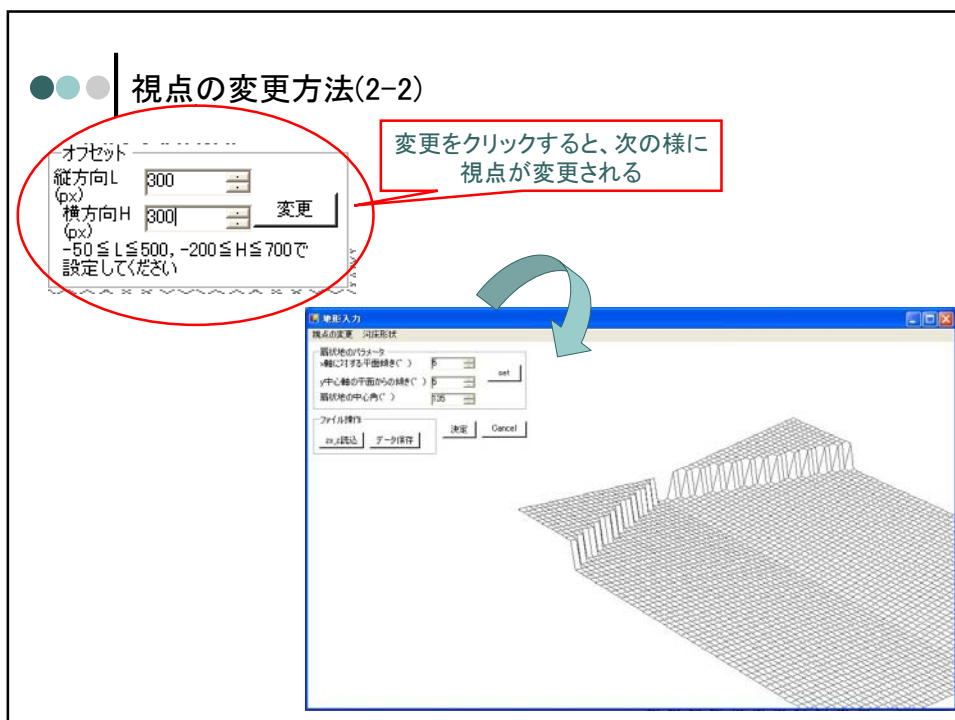 視点の変更方法(2-2)
変更をクリックすると、次の様に
視点が変更される
オフセット
縦方向L 300
(px)
横方向H 300 変更
(px)
-50≦L≦500, -200≦H≦700で
設定してください
地形入力
視点の変更 河床形状
扇状地のパラメータ
x軸に対する平面傾き(°) 5
set
y中心軸の平面からの傾き(°) 5
扇状地の中心角(°) 135
ファイル操作
決定 Cancel
データ保存